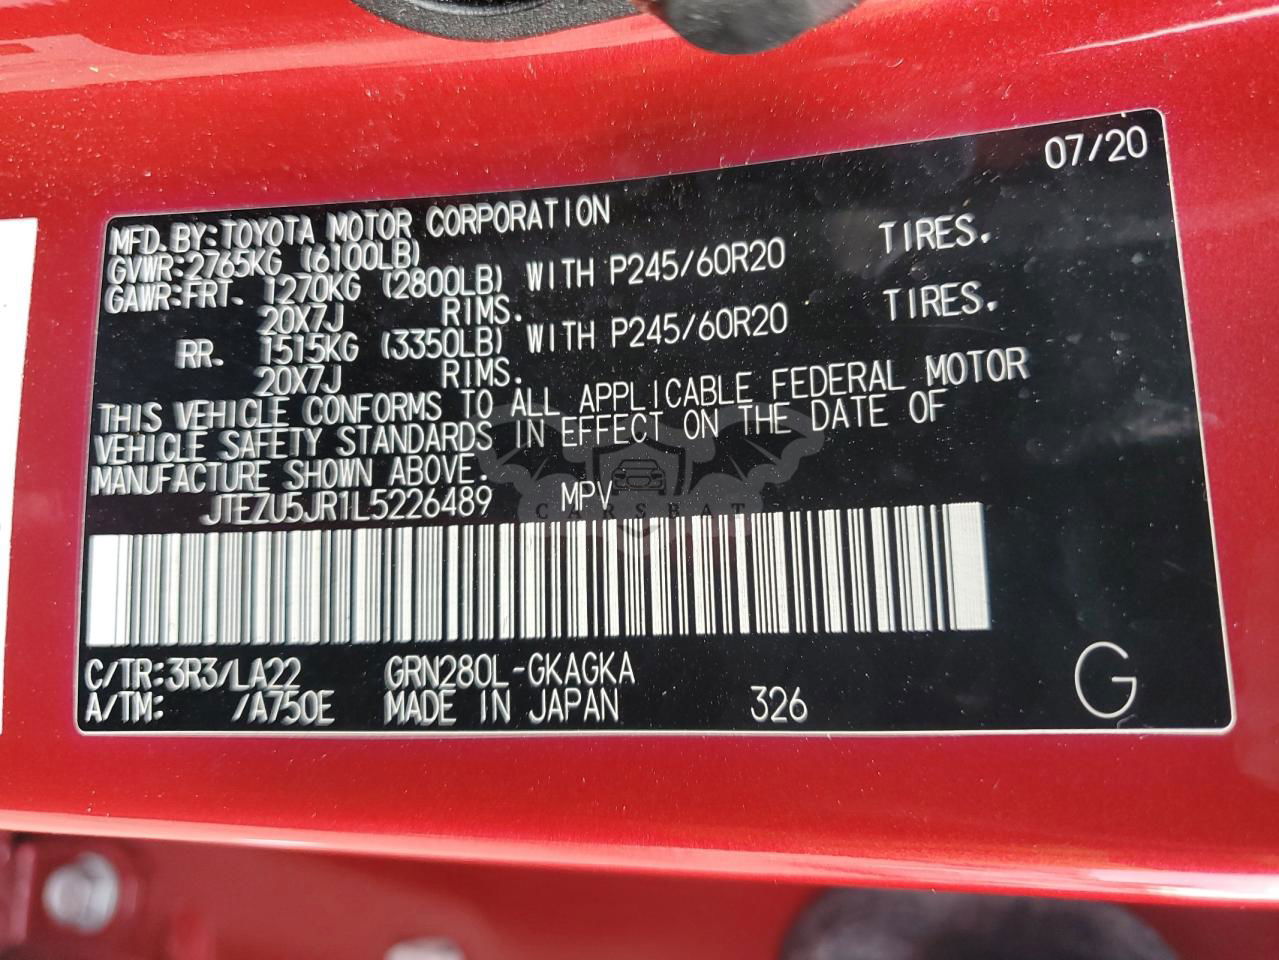 07/20
MFD.BY:TOYOTA MOTOR CORPORATION
GVWR:2765KG (6100LB)
GAWR:FRT. 1270KG (2800LB) WITH P245/60R20 TIRES.
20X7J RIMS.
RR. 1515KG (3350LB) WITH P245/60R20 TIRES.
20X7J RIMS.
THIS VEHICLE CONFORMS TO ALL APPLICABLE FEDERAL MOTOR
VEHICLE SAFETY STANDARDS IN EFFECT ON THE DATE OF
MANUFACTURE SHOWN ABOVE.
JTEZU5JR1L5226489 MPV
CARSBAT
C/TR:3R3/LA22 GRN280L-GKAGKA
A/TM: /A750E MADE IN JAPAN 326
G